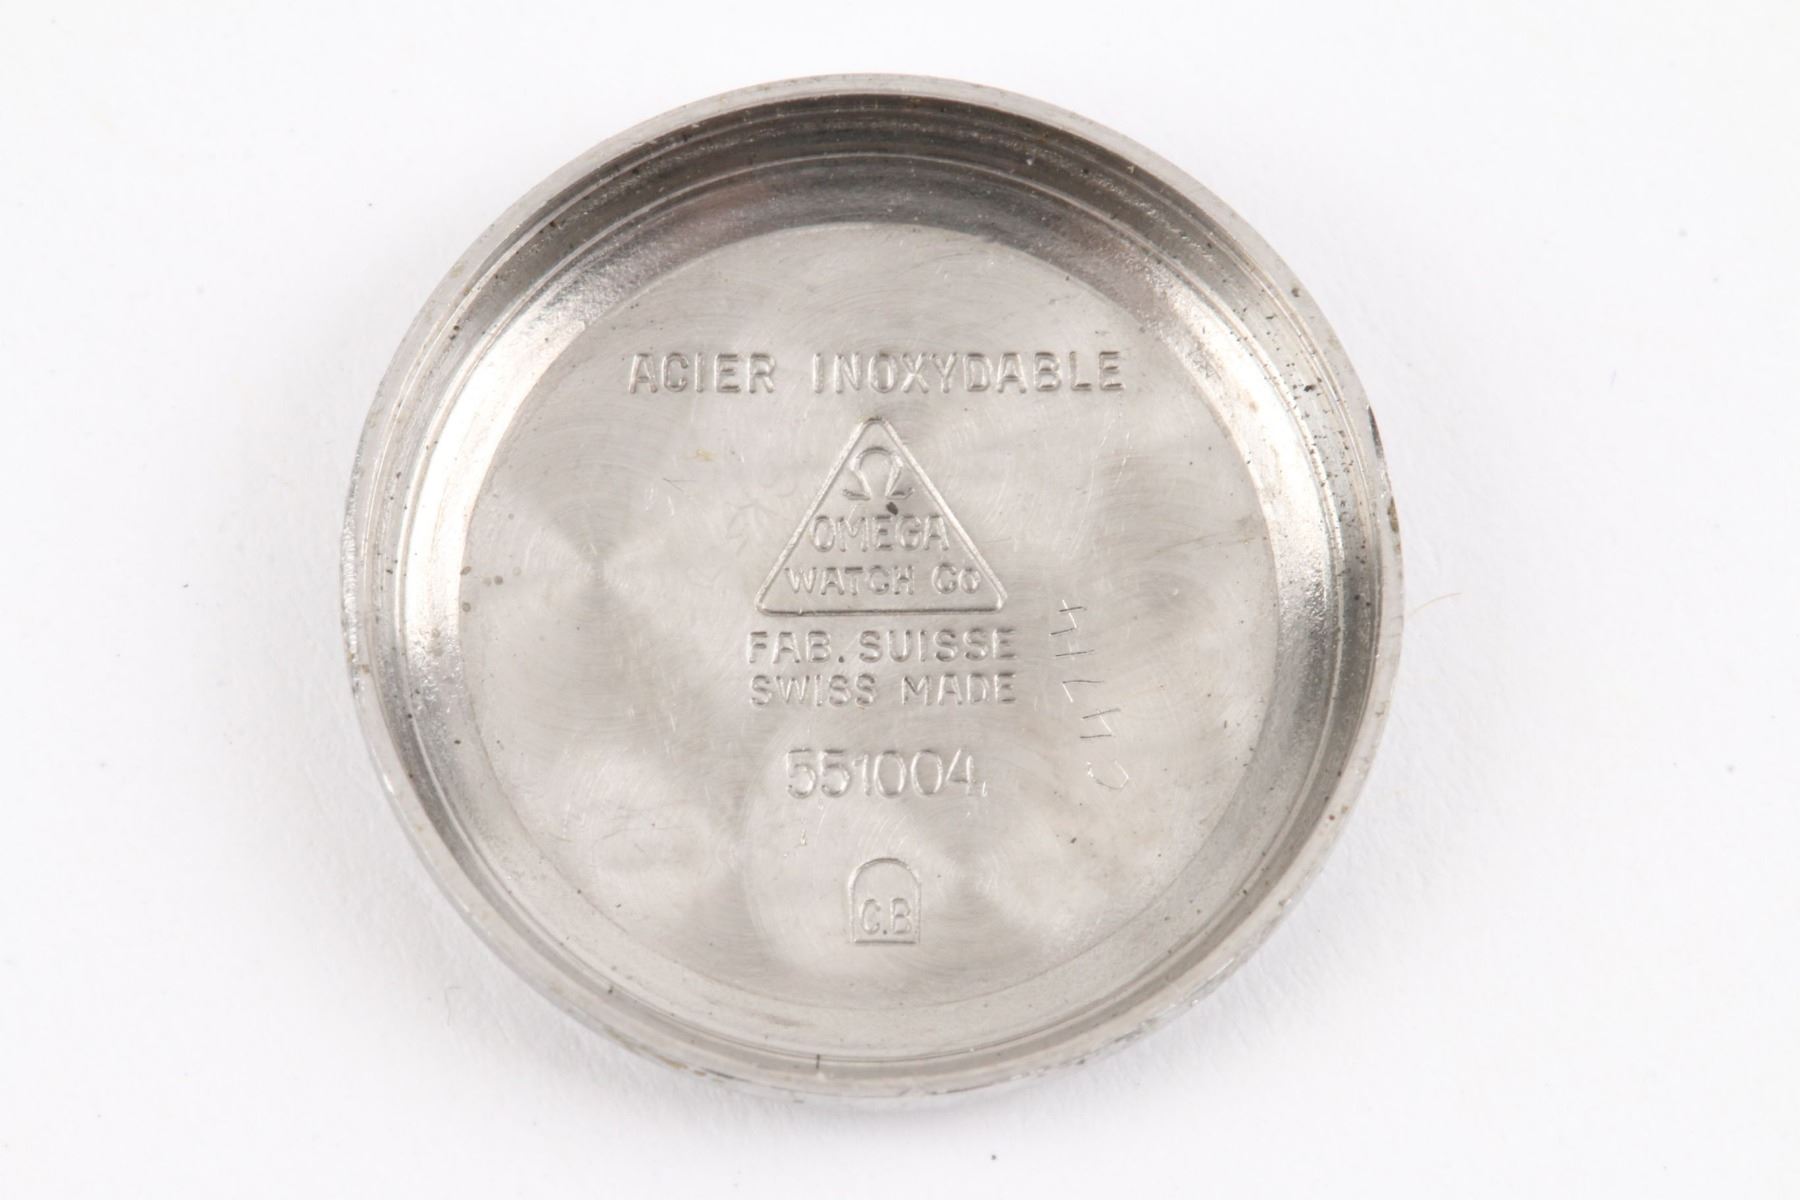 ACIER INOXYDABLE
Ω
OMEGA
WATCH Co
FAB. SUISSE
SWISS MADE
551004
C.B